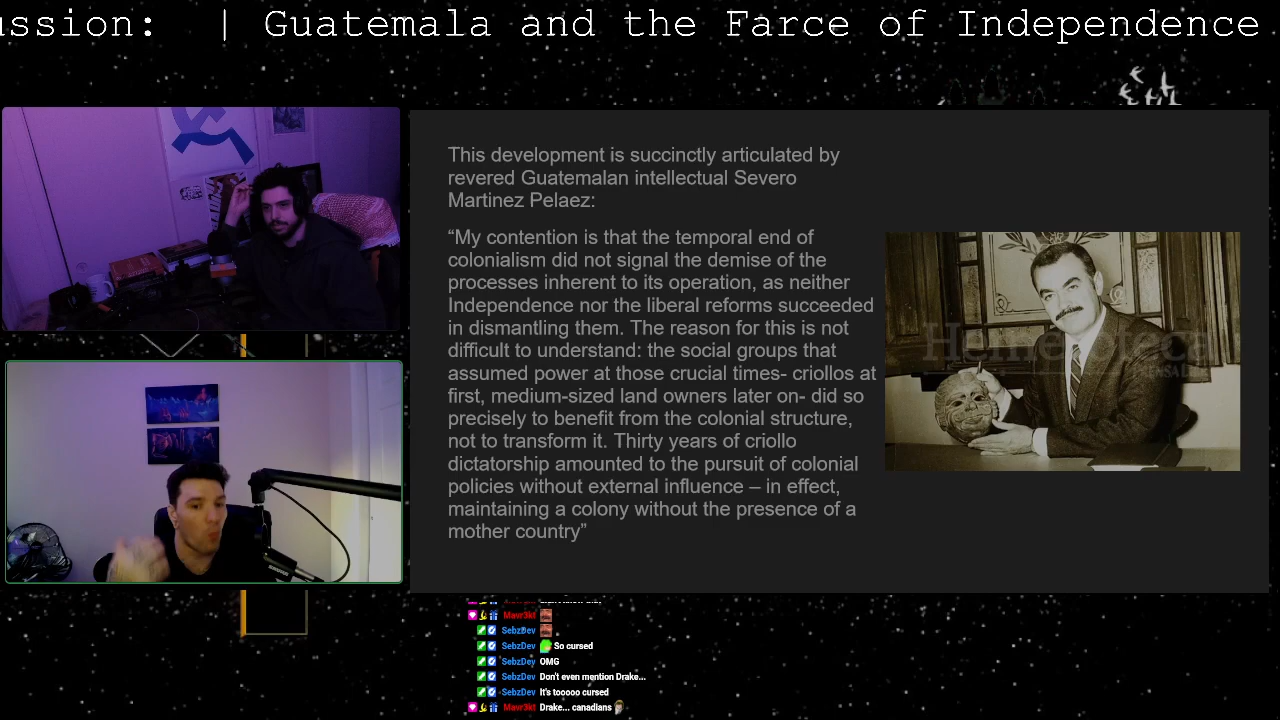 ussion: | Guatemala and the Farce of Independence
This development is succinctly articulated by
revered Guatemalan intellectual Severo
Martinez Pelaez:
“My contention is that the temporal end of
colonialism did not signal the demise of the
processes inherent to its operation, as neither
Independence nor the liberal reforms succeeded
in dismantling them. The reason for this is not
difficult to understand: the social groups that
assumed power at those crucial times- criollos at
first, medium-sized land owners later on- did so
precisely to benefit from the colonial structure,
not to transform it. Thirty years of criollo
dictatorship amounted to the pursuit of colonial
policies without external influence – in effect,
maintaining a colony without the presence of a
mother country”
Hemeroteca
Mavr3kt
SebzDev
SebzDev So cursed
SebzDev OMG
SebzDev Don't even mention Drake...
SebzDev It's tooooo cursed
Mavr3kt Drake... canadians